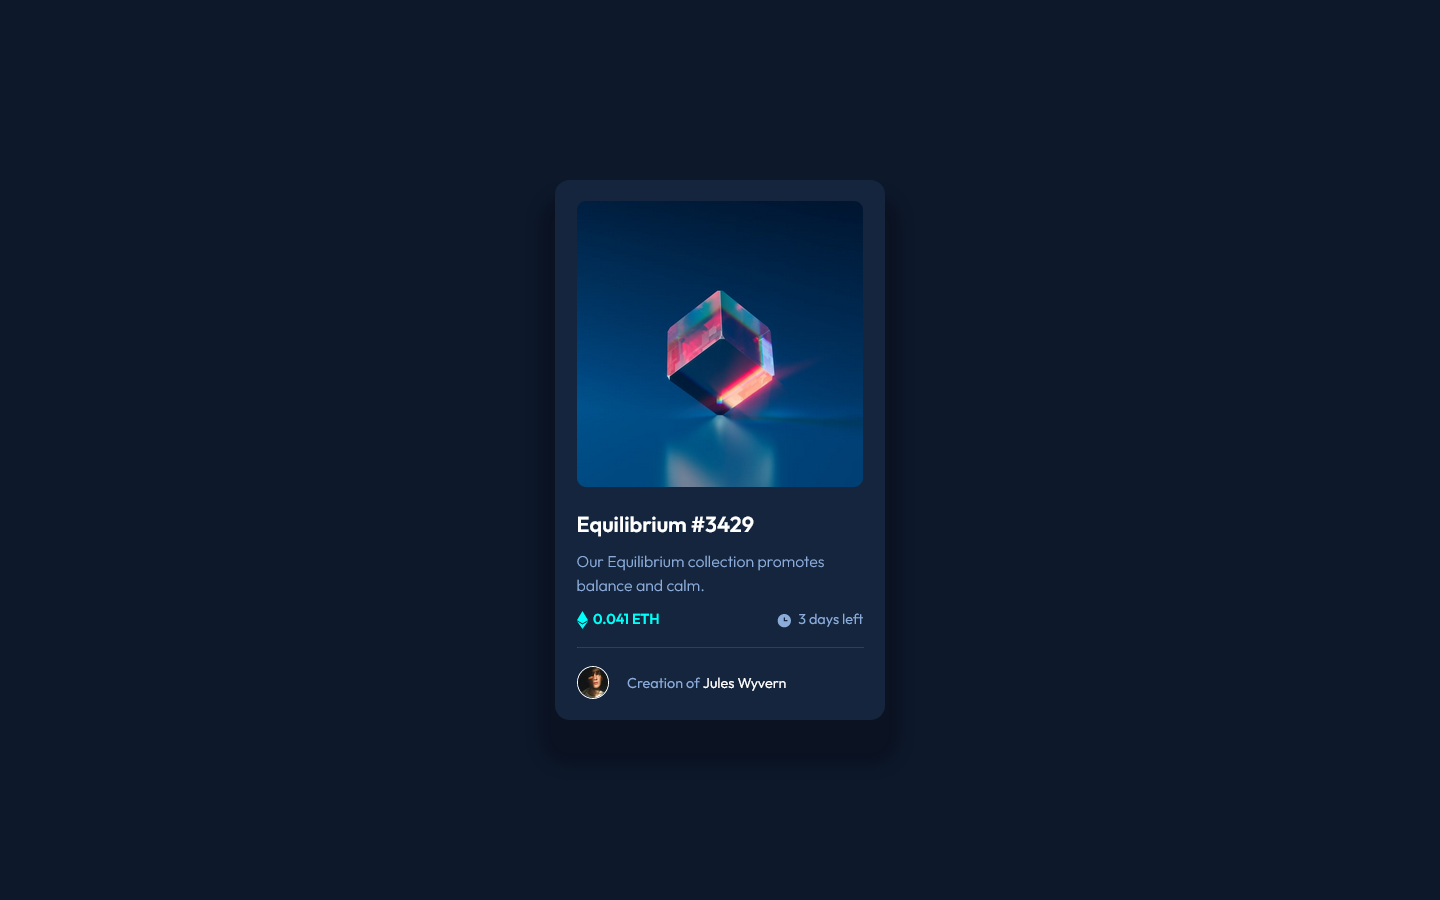 Equilibrium #3429
Our Equilibrium collection promotes
balance and calm.
0.041 ETH 3 days left
Creation of Jules Wyvern